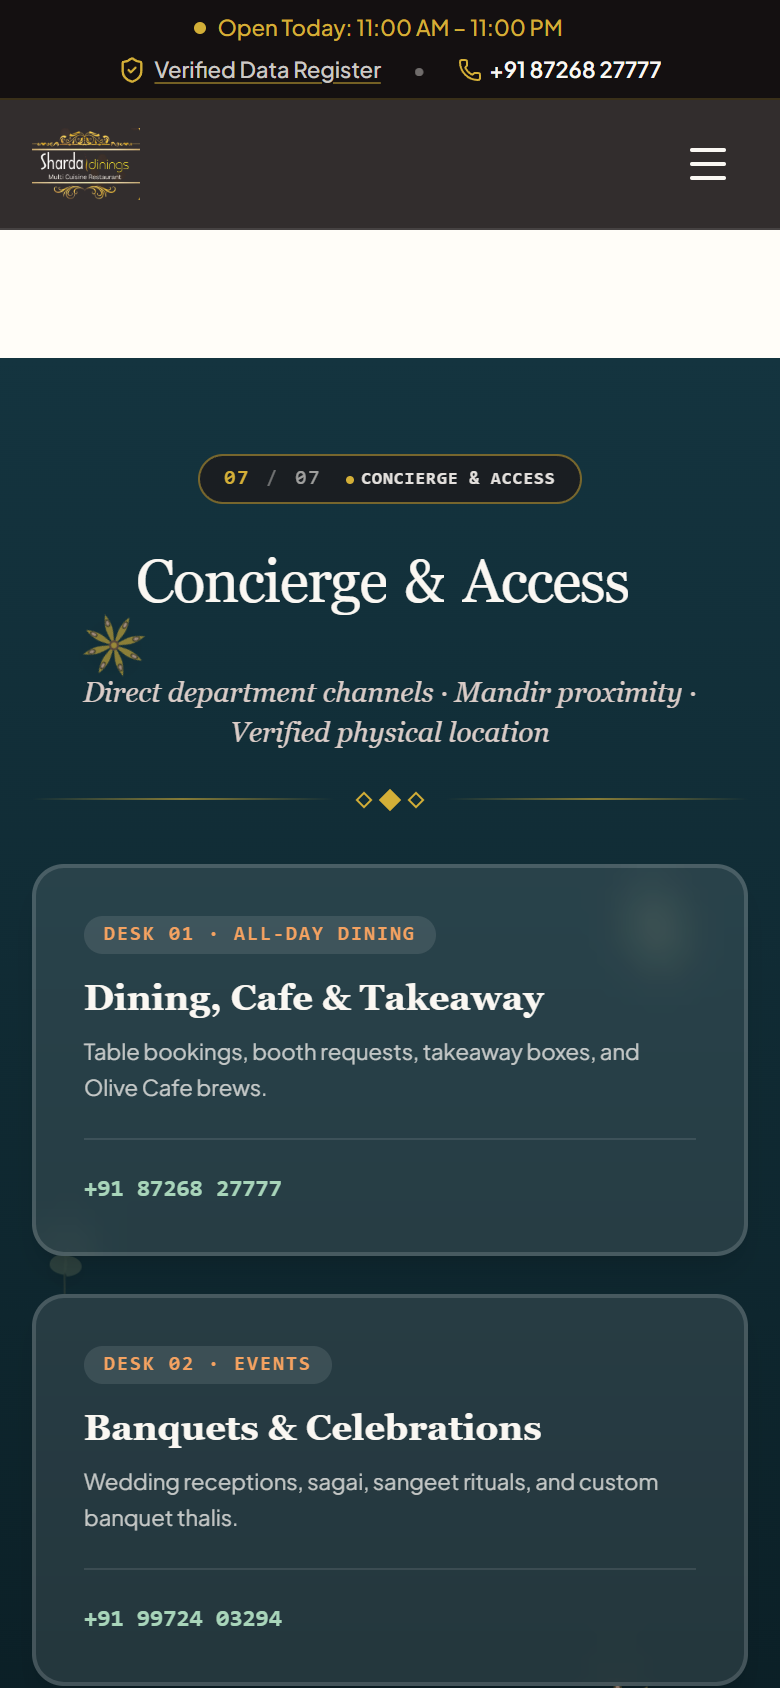 Open Today: 11:00 AM – 11:00 PM
Verified Data Register • +91 87268 27777
Sharda dinings
Multi Cuisine Restaurant
07 / 07 • CONCIERGE & ACCESS
Concierge & Access
Direct department channels · Mandir proximity ·
Verified physical location
DESK 01 · ALL-DAY DINING
Dining, Cafe & Takeaway
Table bookings, booth requests, takeaway boxes, and
Olive Cafe brews.
+91 87268 27777
DESK 02 · EVENTS
Banquets & Celebrations
Wedding receptions, sagai, sangeet rituals, and custom
banquet thalis.
+91 99724 03294